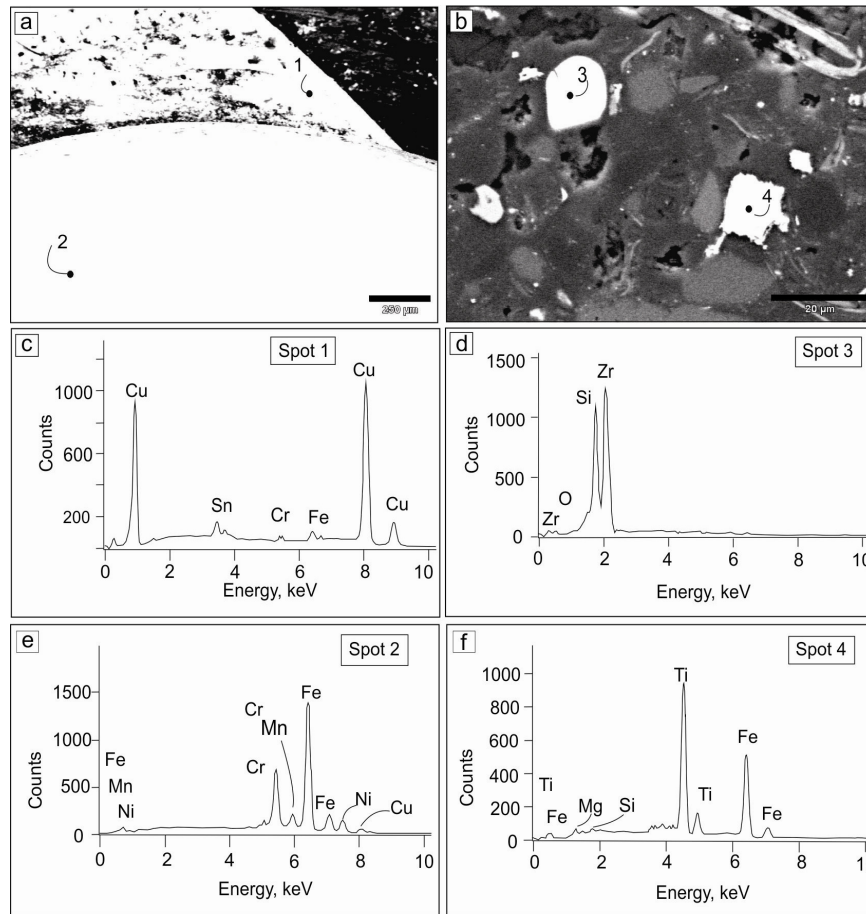 a
1
2
250 µm
b
3
4
20 µm
c
Spot 1
Counts
1000
600
200
Cu
Sn
Cr
Fe
Cu
Cu
0 2 4 6 8 10
Energy, keV
d
Spot 3
Counts
1500
1000
500
0
Zr
Si
O
Zr
0 2 4 6 8 10
Energy, keV
e
Spot 2
Counts
1500
1000
500
0
Fe
Mn
Ni
Cr
Mn
Cr
Fe
Fe
Ni
Cu
0 2 4 6 8 10
Energy, keV
f
Spot 4
Counts
1000
800
600
400
200
0
Ti
Fe
Mg
Si
Ti
Ti
Fe
Fe
0 2 4 6 8 1
Energy, keV